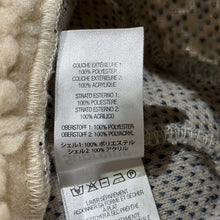 COUCHE EXTÉRIEURE 1:
100% POLYESTER
COUCHE EXTÉRIEURE 2:
100% ACRYLIQUE
STRATO ESTERNO 1:
100% POLIESTERE
STRATO ESTERNO 2:
100% ACRILICO
OBERSTOFF 1: 100% POLYESTER
OBERSTOFF 2: 100% POLYACRYL
シェル1: 100% ポリエステル
シェル2: 100% アクリル
LAVER SÉPARÉMENT